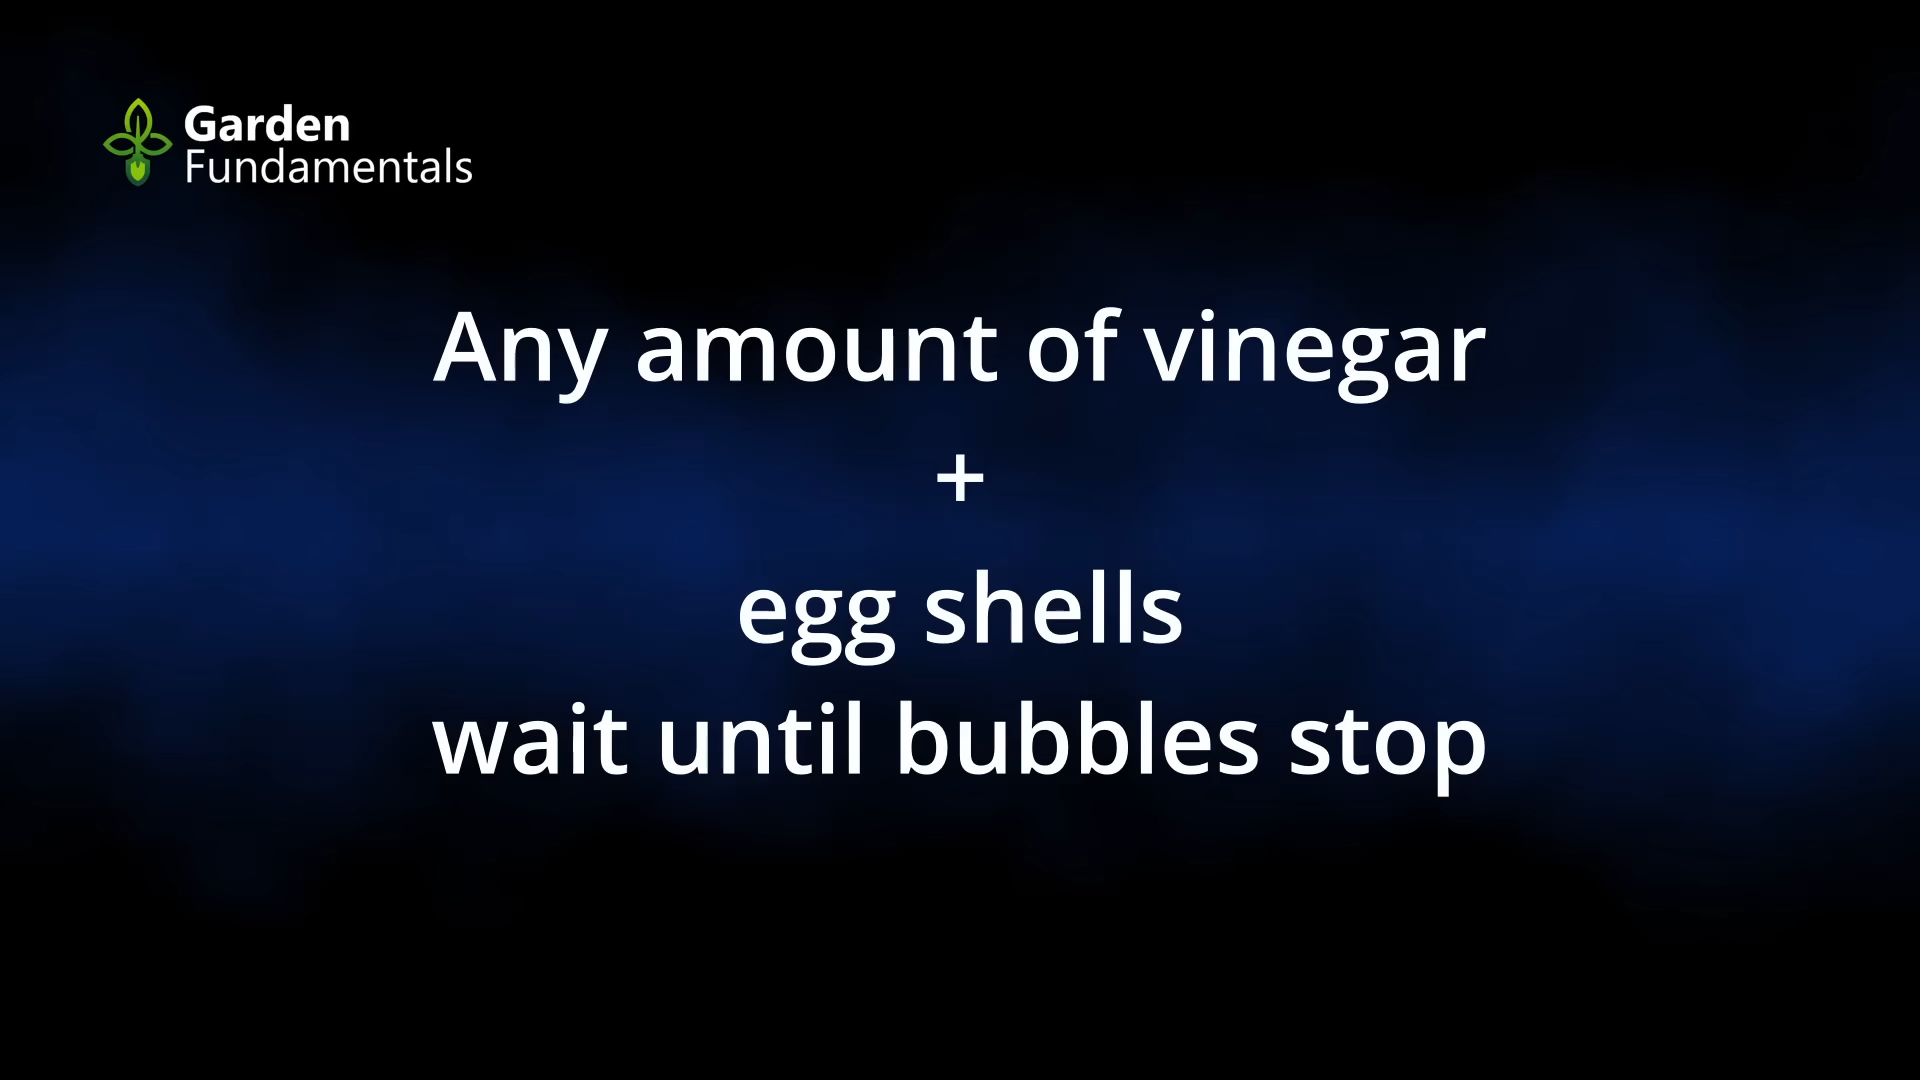 Garden
Fundamentals
Any amount of vinegar
+
egg shells
wait until bubbles stop